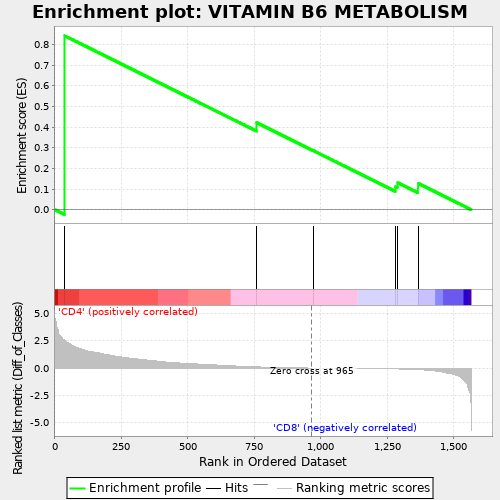 Enrichment plot: VITAMIN B6 METABOLISM
Enrichment score (ES)
0.8
0.7
0.6
0.5
0.4
0.3
0.2
0.1
0.0
'CD4' (positively correlated)
Ranked list metric (Diff_of_Classes)
5.0
2.5
0.0
-2.5
-5.0
Zero cross at 965
'CD8' (negatively correlated)
0 250 500 750 1,000 1,250 1,500
Rank in Ordered Dataset
Enrichment profile Hits Ranking metric scores